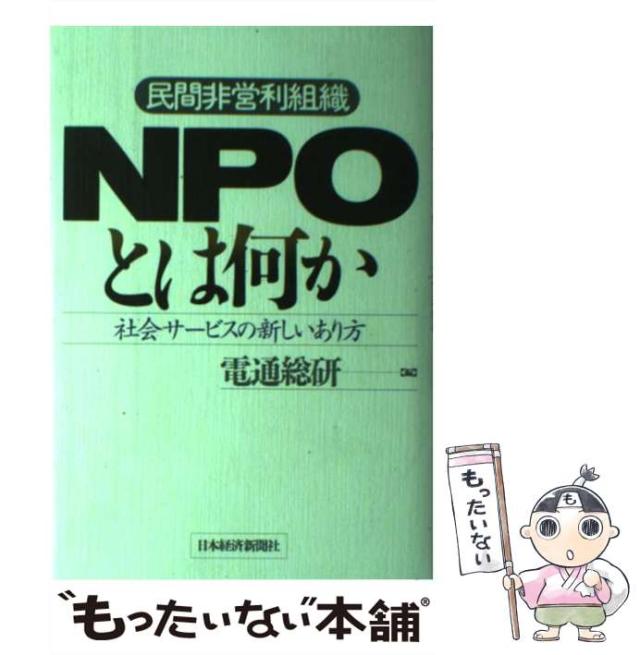 民間非営利組織
NPO
とは何か
社会サービスの新しいあり方
電通総研
日本経済新聞社
"もったいない"本舗®
もったいない
も